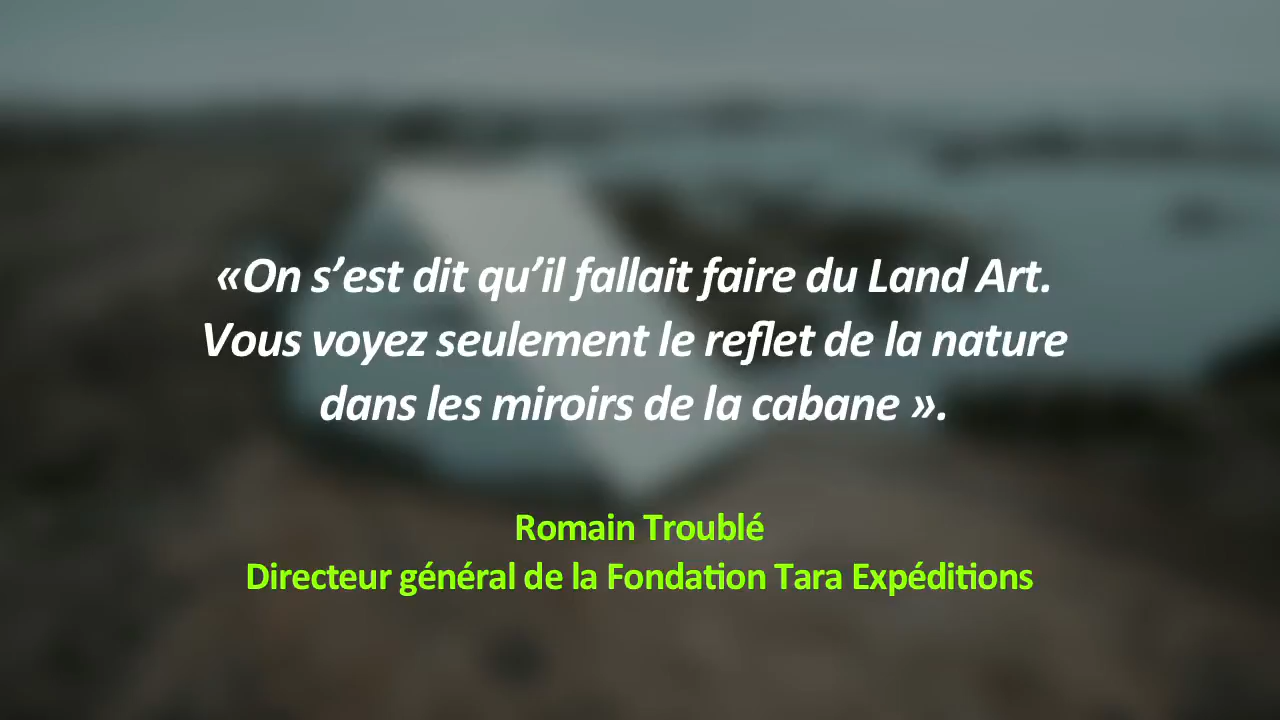 «On s’est dit qu’il fallait faire du Land Art.
Vous voyez seulement le reflet de la nature
dans les miroirs de la cabane ».
Romain Troublé
Directeur général de la Fondation Tara Expéditions